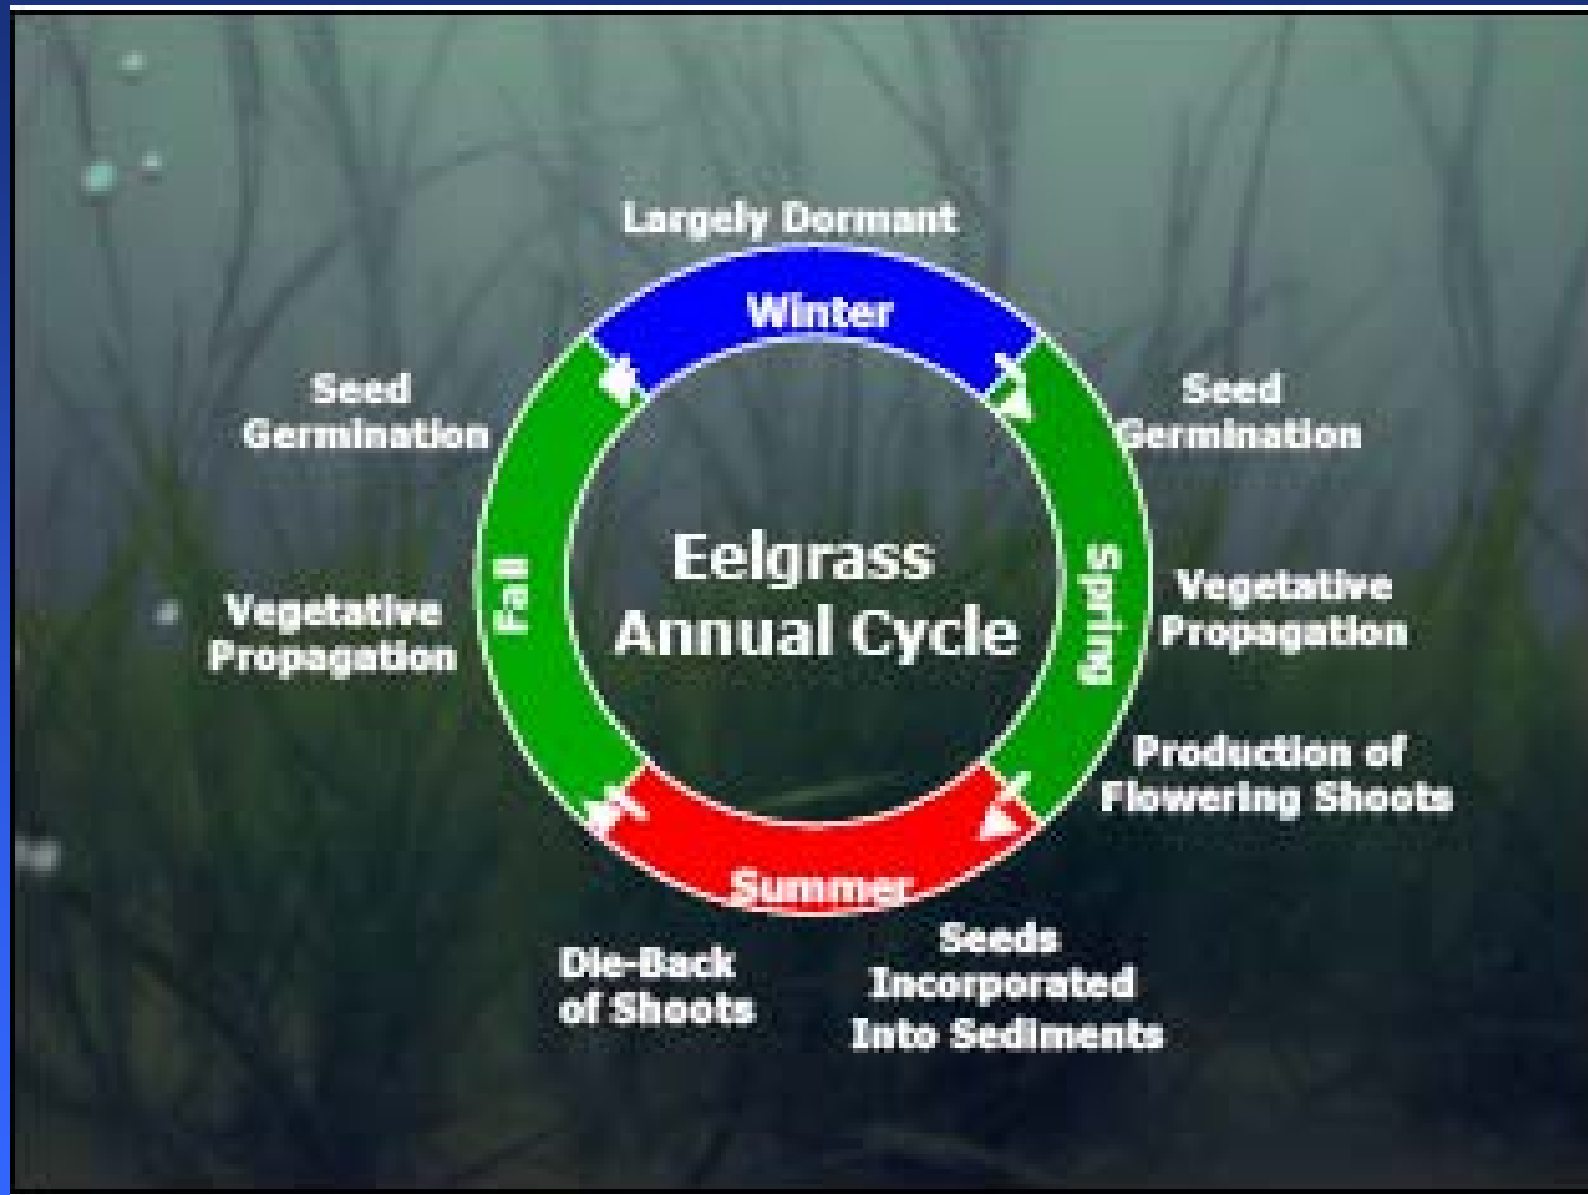 Largely Dormant
Winter
Seed
Germination
Seed
Germination
Eelgrass
Annual Cycle
Fall
Spring
Vegetative
Propagation
Vegetative
Propagation
Production of
Flowering Shoots
Summer
Die-Back
of Shoots
Seeds
Incorporated
Into Sediments